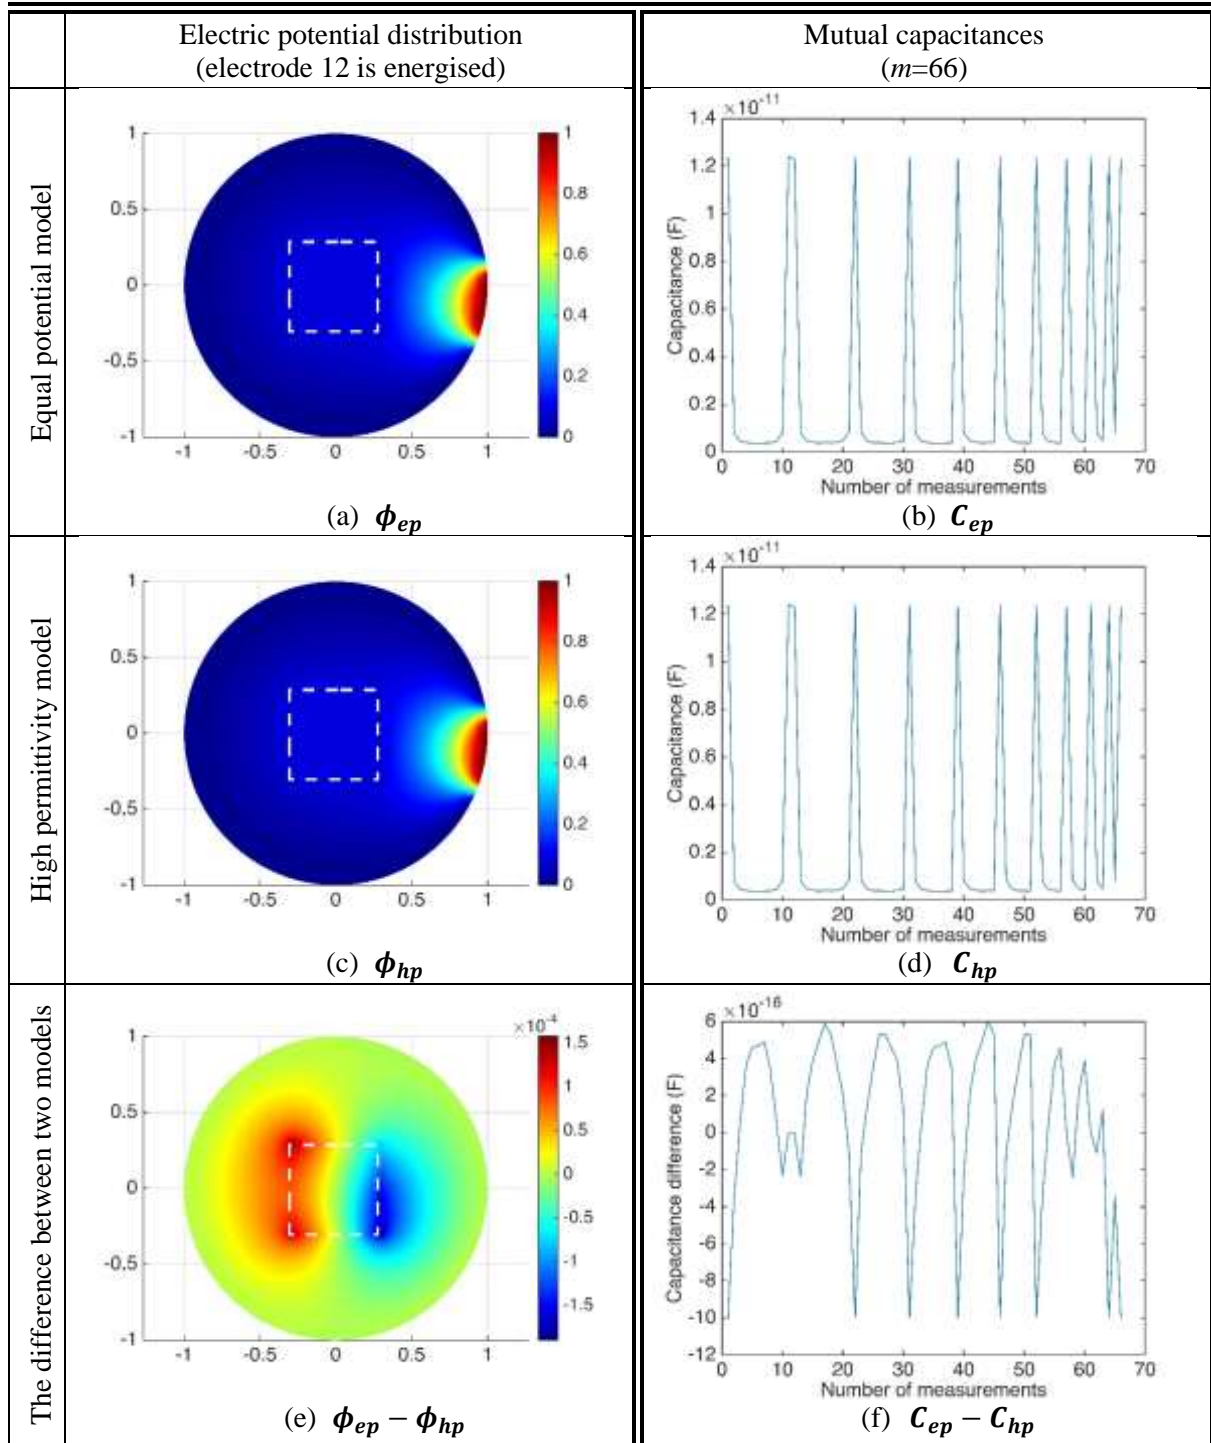 Electric potential distribution
(electrode 12 is energised)
Mutual capacitances
(m=66)
Equal potential model
1
0.5
0
-0.5
-1
-1 -0.5 0 0.5 1
1
0.8
0.6
0.4
0.2
0
(a) ϕep
×10-11
1.4
1.2
1
0.8
0.6
0.4
0.2
0
Capacitance (F)
0 10 20 30 40 50 60 70
Number of measurements
(b) Cep
High permittivity model
1
0.5
0
-0.5
-1
-1 -0.5 0 0.5 1
1
0.8
0.6
0.4
0.2
0
(c) ϕhp
×10-11
1.4
1.2
1
0.8
0.6
0.4
0.2
0
Capacitance (F)
0 10 20 30 40 50 60 70
Number of measurements
(d) Chp
The difference between two models
1
0.5
0
-0.5
-1
-1 -0.5 0 0.5 1
×10-4
1.5
1
0.5
0
-0.5
-1
-1.5
(e) ϕep − ϕhp
×10-16
6
4
2
0
-2
-4
-6
-8
-10
-12
Capacitance difference (F)
0 10 20 30 40 50 60 70
Number of measurements
(f) Cep − Chp